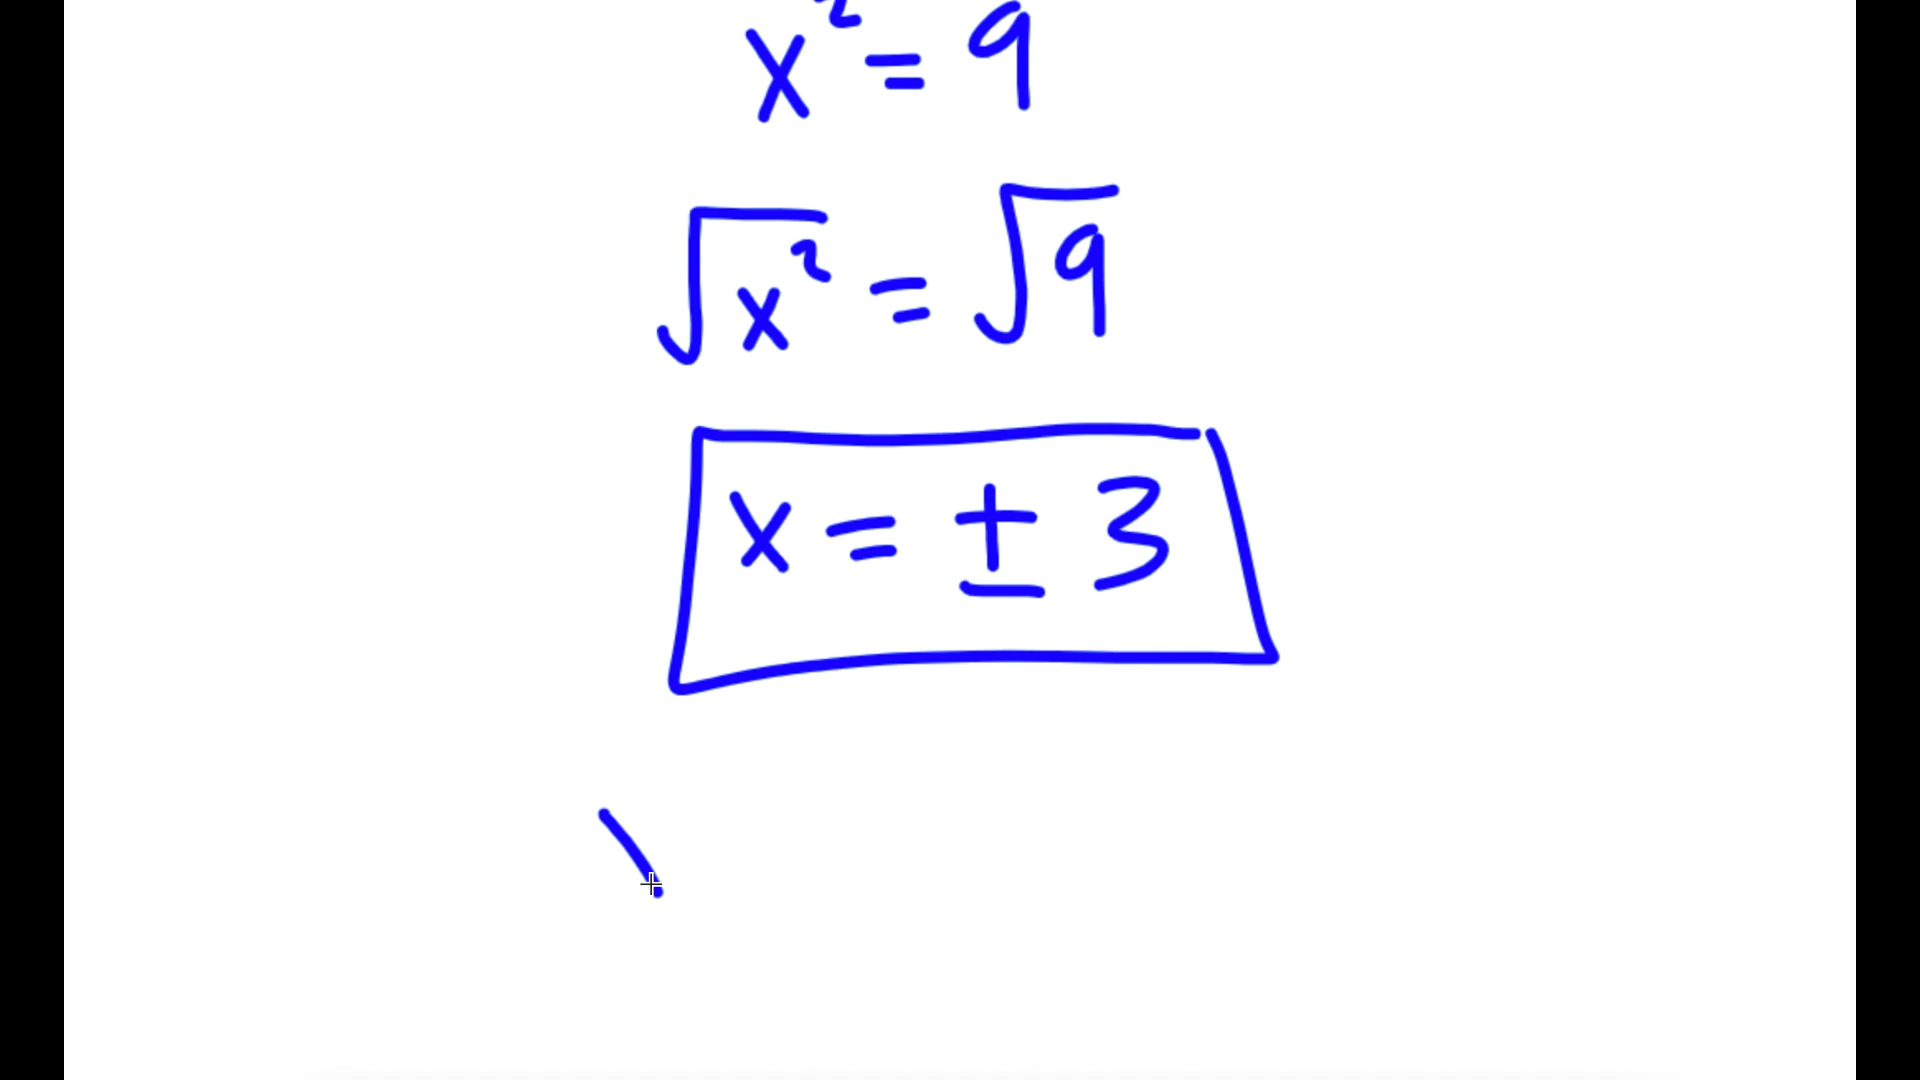 x² = 9
√x² = √9
x = ± 3